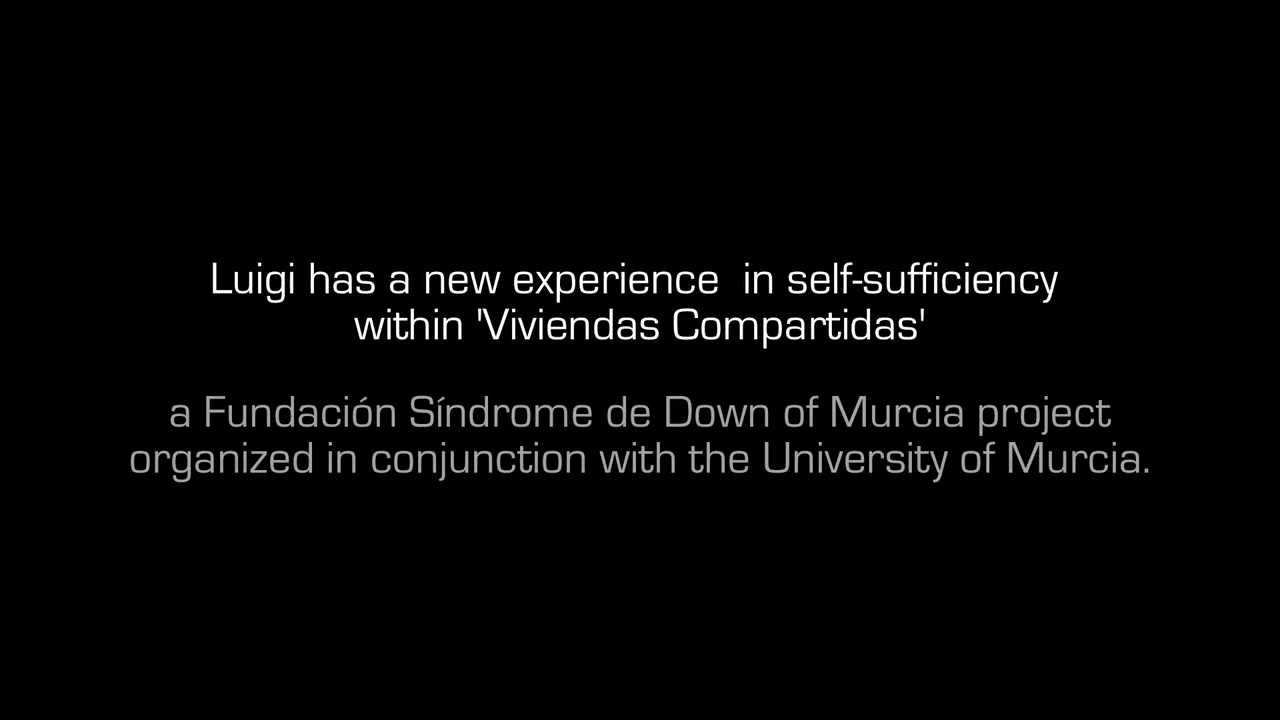 Luigi has a new experience  in self-sufficiency
within 'Viviendas Compartidas'
a Fundación Síndrome de Down of Murcia project
organized in conjunction with the University of Murcia.